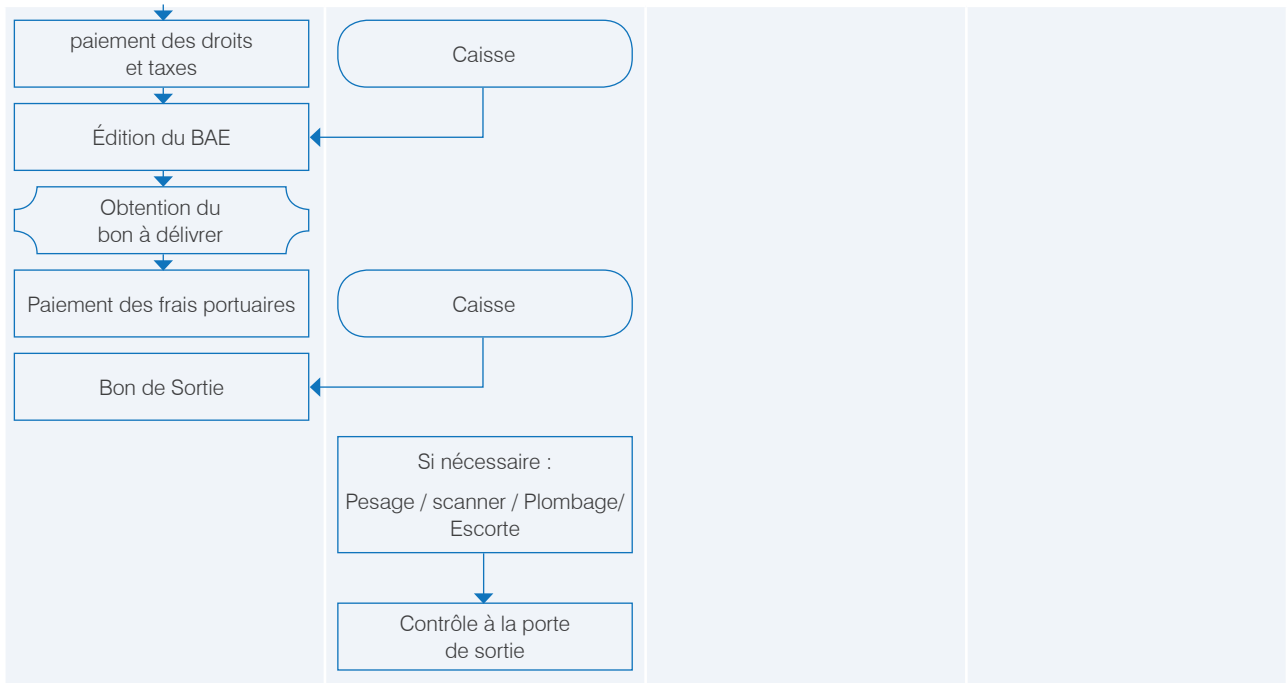 paiement des droits
et taxes
Caisse
Édition du BAE
Obtention du
bon à délivrer
Paiement des frais portuaires
Caisse
Bon de Sortie
Si nécessaire :
Pesage / scanner / Plombage/
Escorte
Contrôle à la porte
de sortie